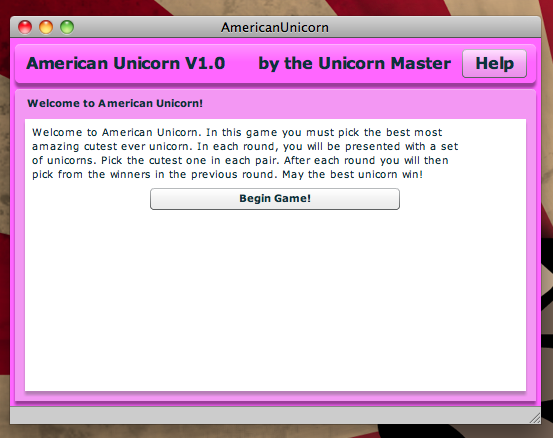 AmericanUnicorn
American Unicorn V1.0 by the Unicorn Master Help
Welcome to American Unicorn!
Welcome to American Unicorn. In this game you must pick the best most
amazing cutest ever unicorn. In each round, you will be presented with a set
of unicorns. Pick the cutest one in each pair. After each round you will then
pick from the winners in the previous round. May the best unicorn win!
Begin Game!